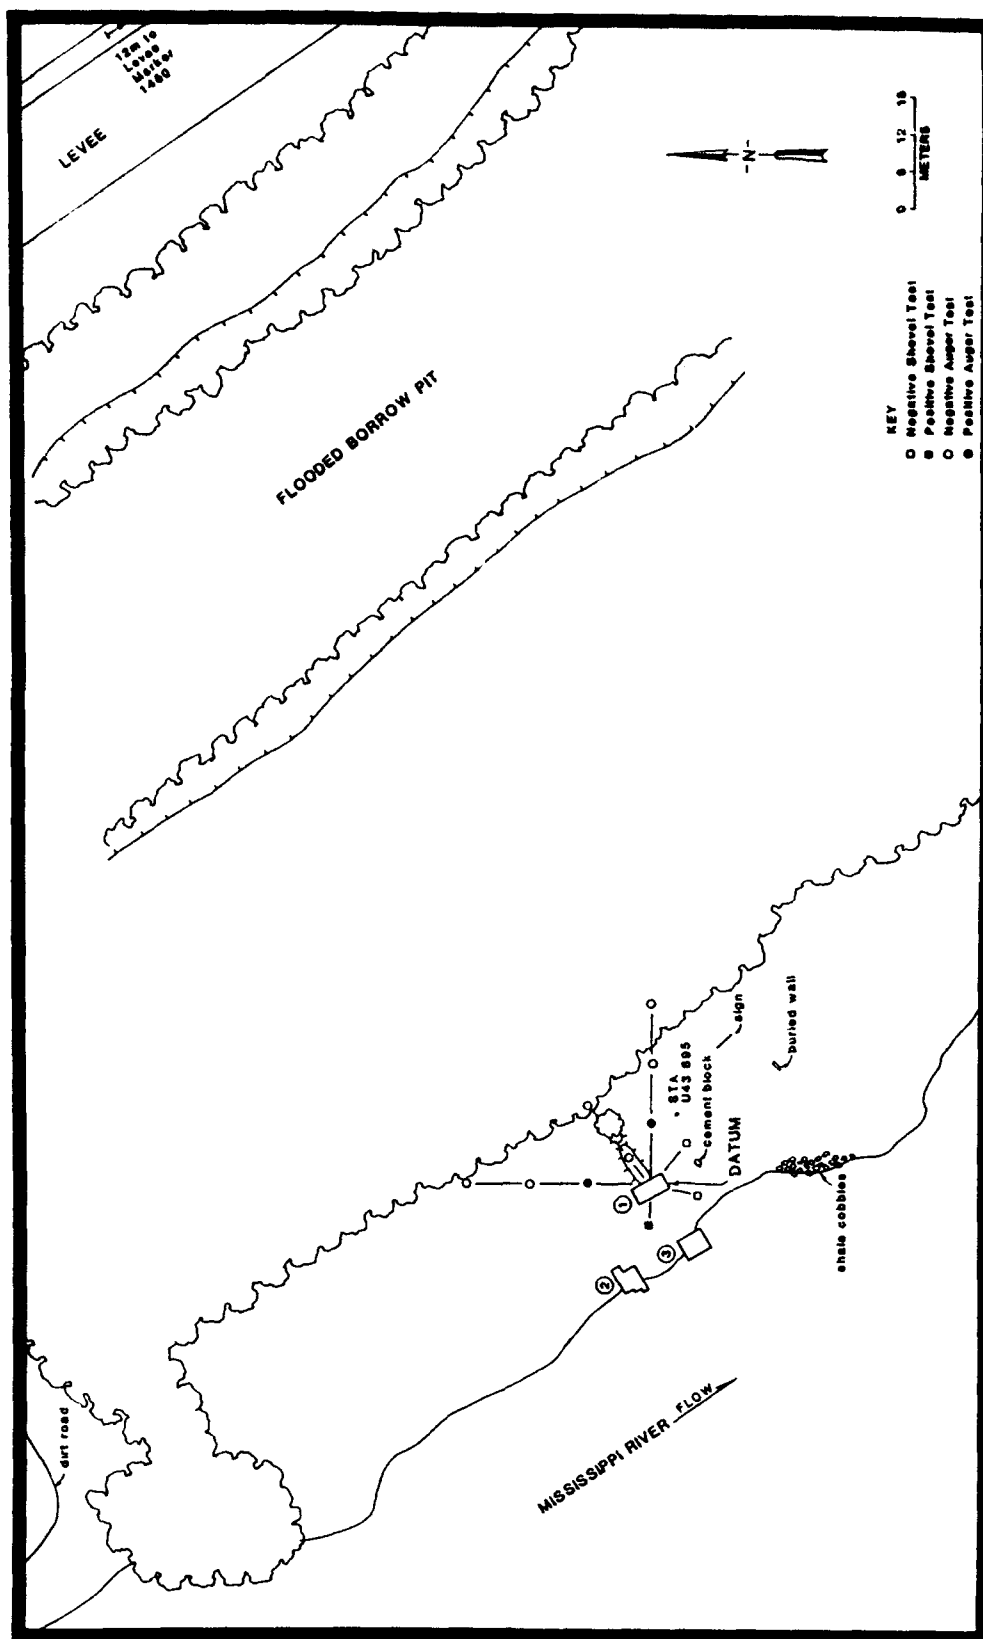 12m to
Levee
Marker
1460
LEVEE
FLOODED BORROW PIT
-N-
0 6 12 18
METERS
KEY
Negative Shovel Test
Positive Shovel Test
Negative Auger Test
Positive Auger Test
dirt road
MISSISSIPPI RIVER FLOW
1
2
3
STA
U43 695
cement block
sign
buried wall
DATUM
shale cobbles